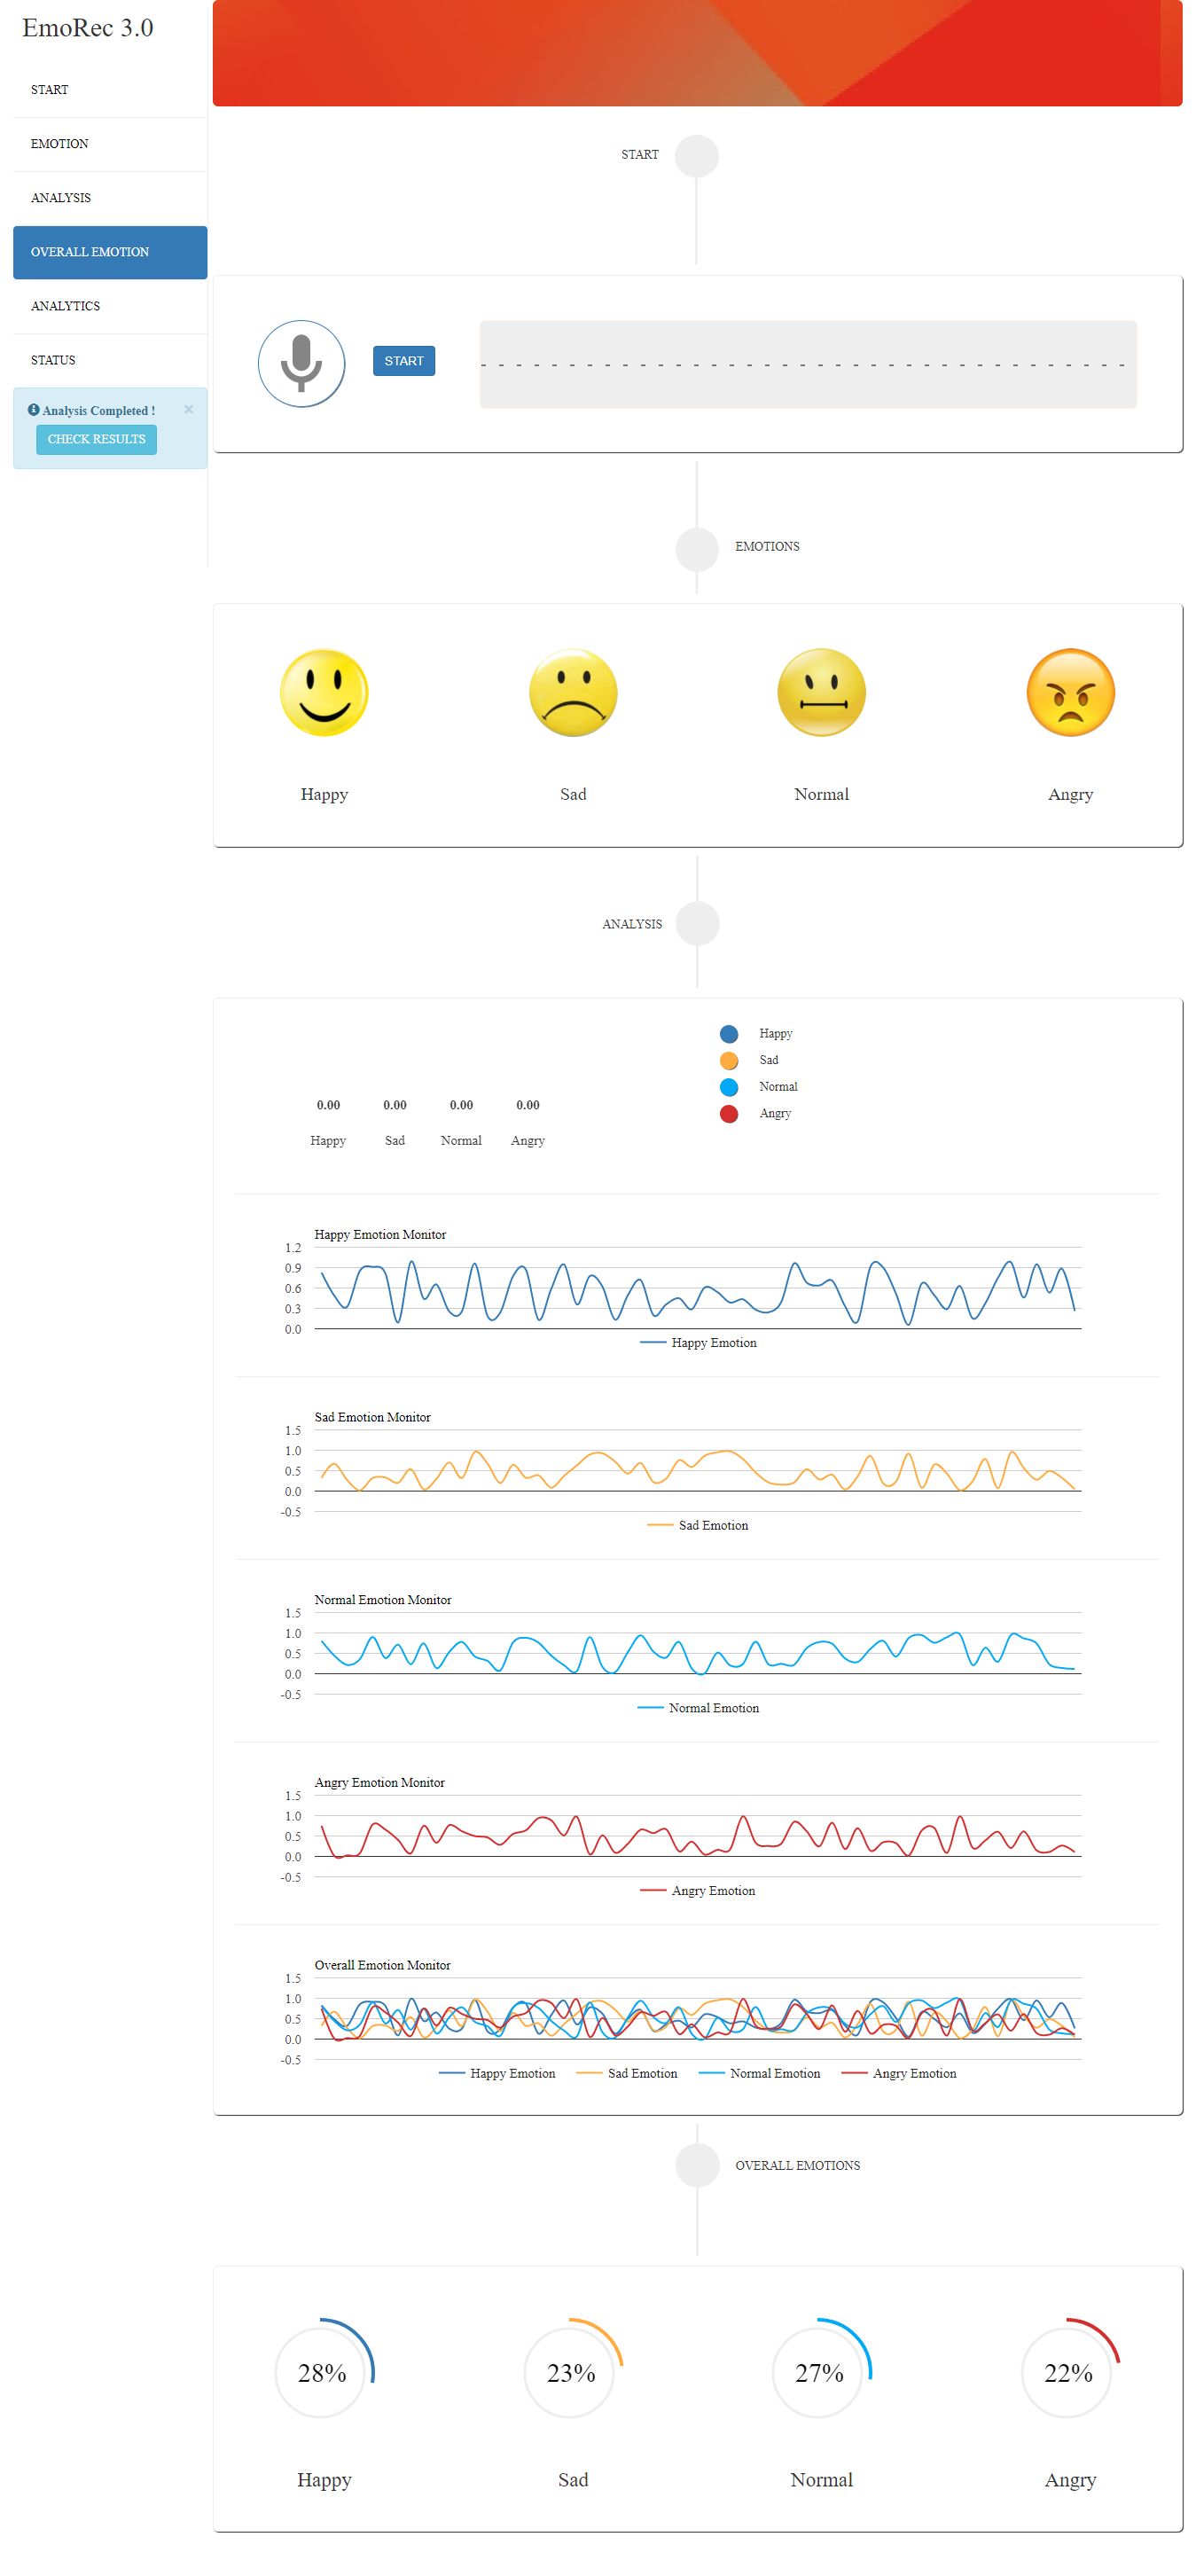 EmoRec 3.0
START
EMOTION
ANALYSIS
OVERALL EMOTION
ANALYTICS
STATUS
Analysis Completed ! ×
CHECK RESULTS
START
START
EMOTIONS
Happy Sad Normal Angry
ANALYSIS
Happy
Sad
Normal
Angry
0.00 0.00 0.00 0.00
Happy Sad Normal Angry
Happy Emotion Monitor
1.2
0.9
0.6
0.3
0.0
Happy Emotion
Sad Emotion Monitor
1.5
1.0
0.5
0.0
-0.5
Sad Emotion
Normal Emotion Monitor
1.5
1.0
0.5
0.0
-0.5
Normal Emotion
Angry Emotion Monitor
1.5
1.0
0.5
0.0
-0.5
Angry Emotion
Overall Emotion Monitor
1.5
1.0
0.5
0.0
-0.5
Happy Emotion Sad Emotion Normal Emotion Angry Emotion
OVERALL EMOTIONS
28% 23% 27% 22%
Happy Sad Normal Angry